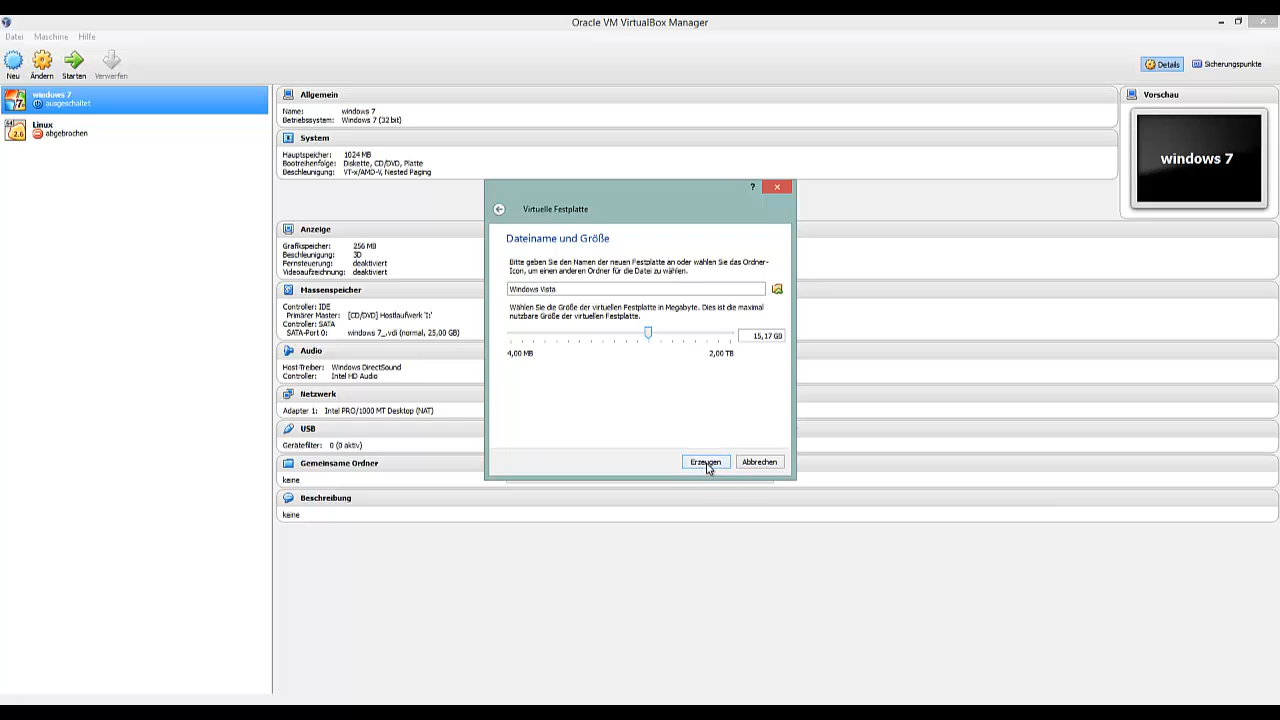 Oracle VM VirtualBox Manager
Datei Maschine Hilfe
Neu Ändern Starten Verwerfen
Details Sicherungspunkte
windows 7
ausgeschaltet
Linux
abgebrochen
Allgemein
Name: windows 7
Betriebssystem: Windows 7 (32 bit)
System
Hauptspeicher: 1024 MB
Bootreihenfolge: Diskette, CD/DVD, Platte
Beschleunigung: VT-x/AMD-V, Nested Paging
Vorschau
windows 7
Anzeige
Grafikspeicher: 256 MB
Beschleunigung: 3D
Fernsteuerung: deaktiviert
Videoaufzeichnung: deaktiviert
Massenspeicher
Controller: IDE
Primärer Master: [CD/DVD] Hostlaufwerk 'I:'
Controller: SATA
SATA-Port 0: windows 7_.vdi (normal, 25,00 GB)
Audio
Host-Treiber: Windows DirectSound
Controller: Intel HD Audio
Netzwerk
Adapter 1: Intel PRO/1000 MT Desktop (NAT)
USB
Gerätefilter: 0 (0 aktiv)
Gemeinsame Ordner
keine
Beschreibung
keine
?
Virtuelle Festplatte
Dateiname und Größe
Bitte geben Sie den Namen der neuen Festplatte an oder wählen Sie das Ordner-
Icon, um einen anderen Ordner für die Datei zu wählen.
Windows Vista
Wählen Sie die Größe der virtuellen Festplatte in Megabyte. Dies ist die maximal
nutzbare Größe der virtuellen Festplatte.
15,17 GB
4,00 MB 2,00 TB
Erzeugen Abbrechen